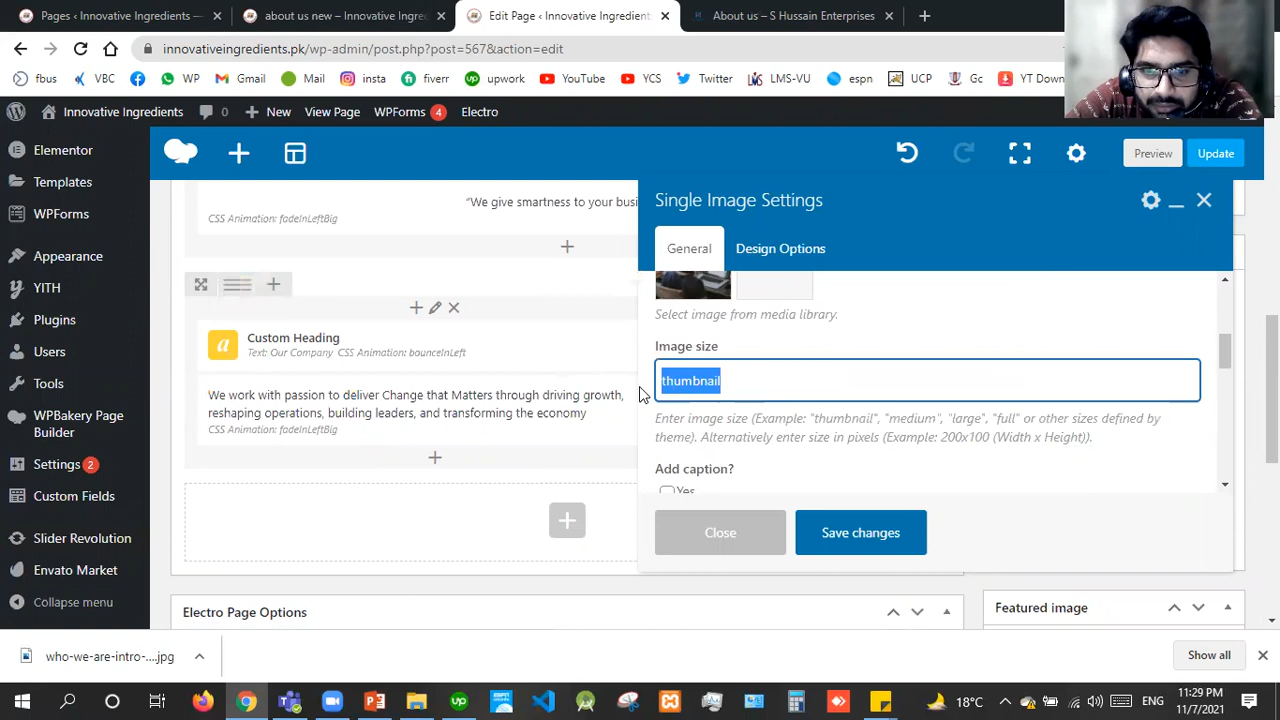 Pages ‹ Innovative Ingredients —
about us new – Innovative Ingre
Edit Page ‹ Innovative Ingredient
About us – S Hussain Enterprises
innovativeingredients.pk/wp-admin/post.php?post=567&action=edit
fbus
VBC
WP
Gmail
Mail
insta
fiverr
upwork
YouTube
YCS
Twitter
LMS-VU
espn
UCP
Gc
YT Down
Innovative Ingredients
0
New
View Page
WPForms 4
Electro
Elementor
Templates
WPForms
Appearance
YITH
Plugins
Users
Tools
WPBakery Page
Builder
Settings 2
Custom Fields
Slider Revolution
Envato Market
Collapse menu
Preview
Update
"We give smartness to your busi
CSS Animation: fadeInLeftBig
Custom Heading
Text: Our Company CSS Animation: bounceInLeft
We work with passion to deliver Change that Matters through driving growth,
reshaping operations, building leaders, and transforming the economy
CSS Animation: fadeInLeftBig
Single Image Settings
General
Design Options
Select image from media library.
Image size
thumbnail
Enter image size (Example: "thumbnail", "medium", "large", "full" or other sizes defined by
theme). Alternatively enter size in pixels (Example: 200x100 (Width x Height)).
Add caption?
Yes
Close
Save changes
Electro Page Options
Featured image
who-we-are-intro-....jpg
Show all
18°C
ENG
11:29 PM
11/7/2021